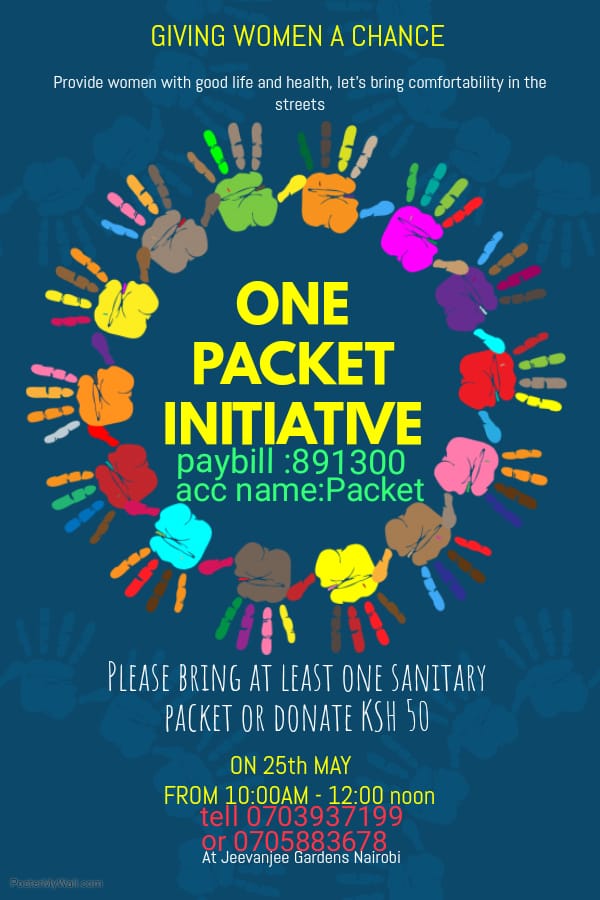 GIVING WOMEN A CHANCE
Provide women with good life and health, let's bring comfortability in the
streets
ONE
PACKET
INITIATIVE
paybill :891300
acc name:Packet
PLEASE BRING AT LEAST ONE SANITARY
PACKET OR DONATE KSH 50
ON 25th MAY
FROM 10:00AM - 12:00 noon
tell 0703937199
or 0705883678
At Jeevanjee Gardens Nairobi
PosterMyWall.com